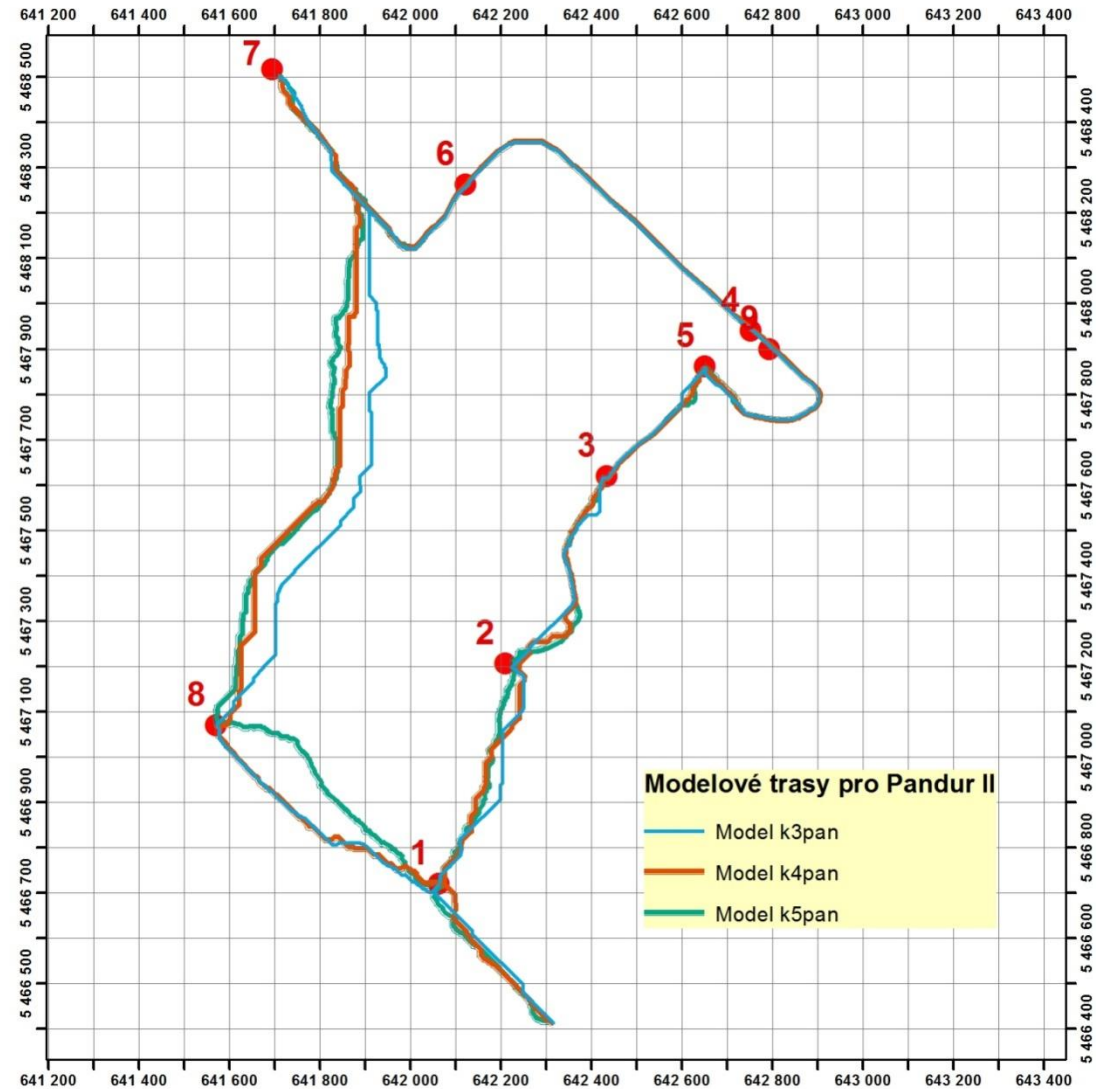 641 200 641 400 641 600 641 800 642 000 642 200 642 400 642 600 642 800 643 000 643 200 643 400
5 468 500
5 468 400
5 468 300
5 468 200
5 468 100
5 468 000
5 467 900
5 467 800
5 467 700
5 467 600
5 467 500
5 467 400
5 467 300
5 467 200
5 467 100
5 467 000
5 466 900
5 466 800
5 466 700
5 466 600
5 466 500
5 466 400
7
6
4
9
5
3
2
8
1
Modelové trasy pro Pandur II
Model k3pan
Model k4pan
Model k5pan
641 200 641 400 641 600 641 800 642 000 642 200 642 400 642 600 642 800 643 000 643 200 643 400